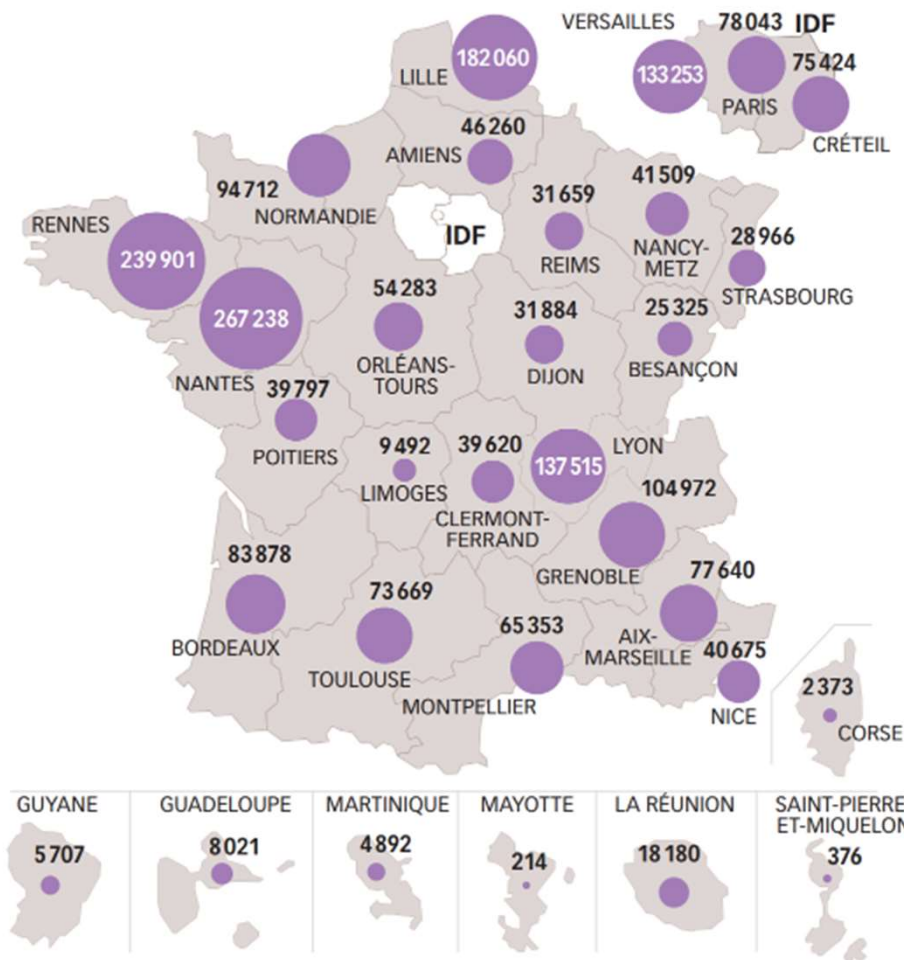 VERSAILLES
78 043 IDF
182 060
133 253
75 424
LILLE
PARIS
CRÉTEIL
46 260
AMIENS
94 712
NORMANDIE
31 659
REIMS
41 509
NANCY-
METZ
28 966
STRASBOURG
RENNES
239 901
IDF
267 238
NANTES
54 283
ORLÉANS-
TOURS
31 884
DIJON
25 325
BESANÇON
39 797
POITIERS
9 492
LIMOGES
39 620
CLERMONT-
FERRAND
137 515
LYON
104 972
GRENOBLE
83 878
BORDEAUX
73 669
TOULOUSE
65 353
MONTPELLIER
77 640
AIX-
MARSEILLE
40 675
NICE
2 373
CORSE
GUYANE
5 707
GUADELOUPE
8 021
MARTINIQUE
4 892
MAYOTTE
214
LA RÉUNION
18 180
SAINT-PIERRE
ET-MIQUELON
376